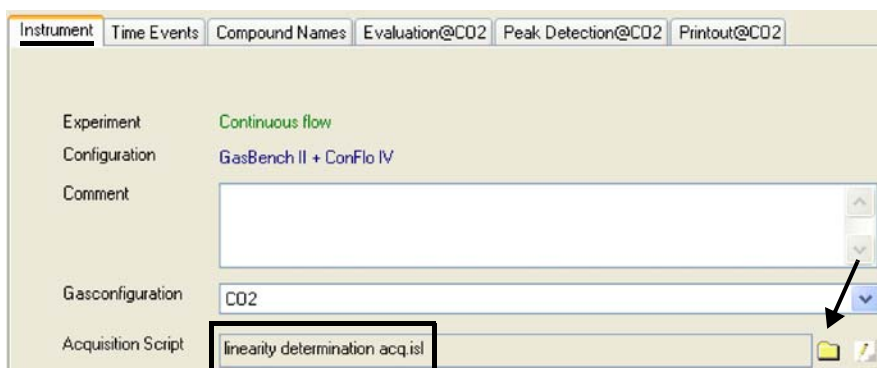 Instrument Time Events Compound Names Evaluation@CO2 Peak Detection@CO2 Printout@CO2
Experiment Continuous flow
Configuration GasBench II + ConFlo IV
Comment
Gasconfiguration CO2
Acquisition Script linearity determination acq.isl